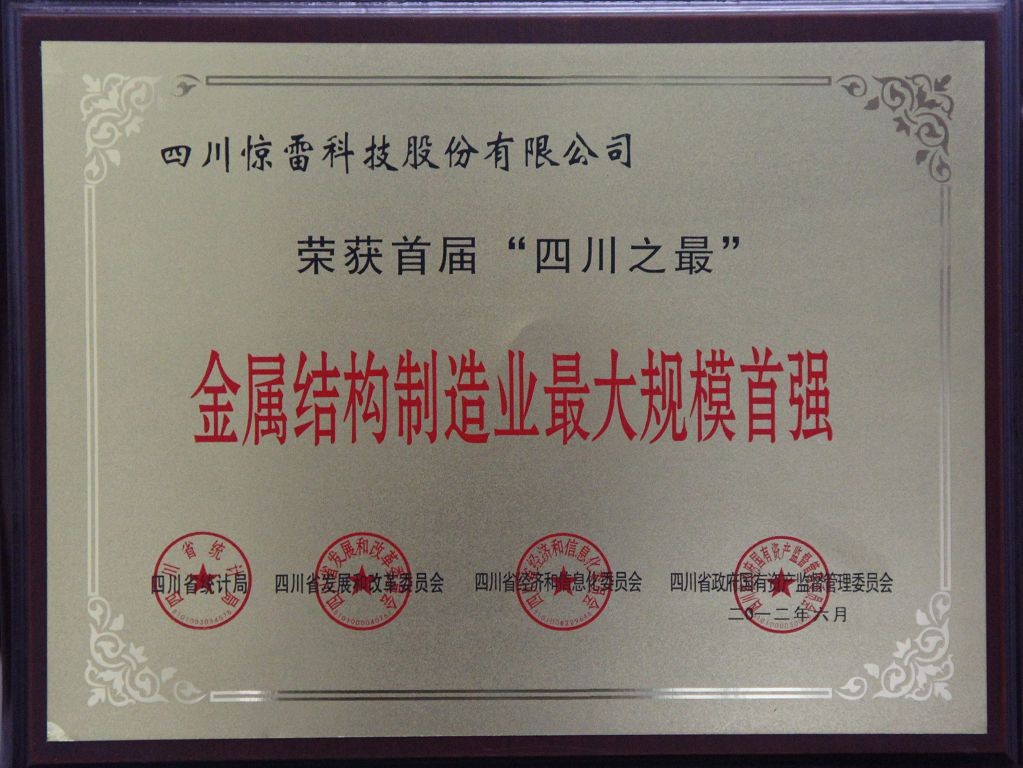 四川惊雷科技股份有限公司
荣获首届“四川之最”
金属结构制造业最大规模首强
四川省统计局 四川省发展和改革委员会 四川省经济和信息化委员会 四川省政府国有资产监督管理委员会
二0一二年六月